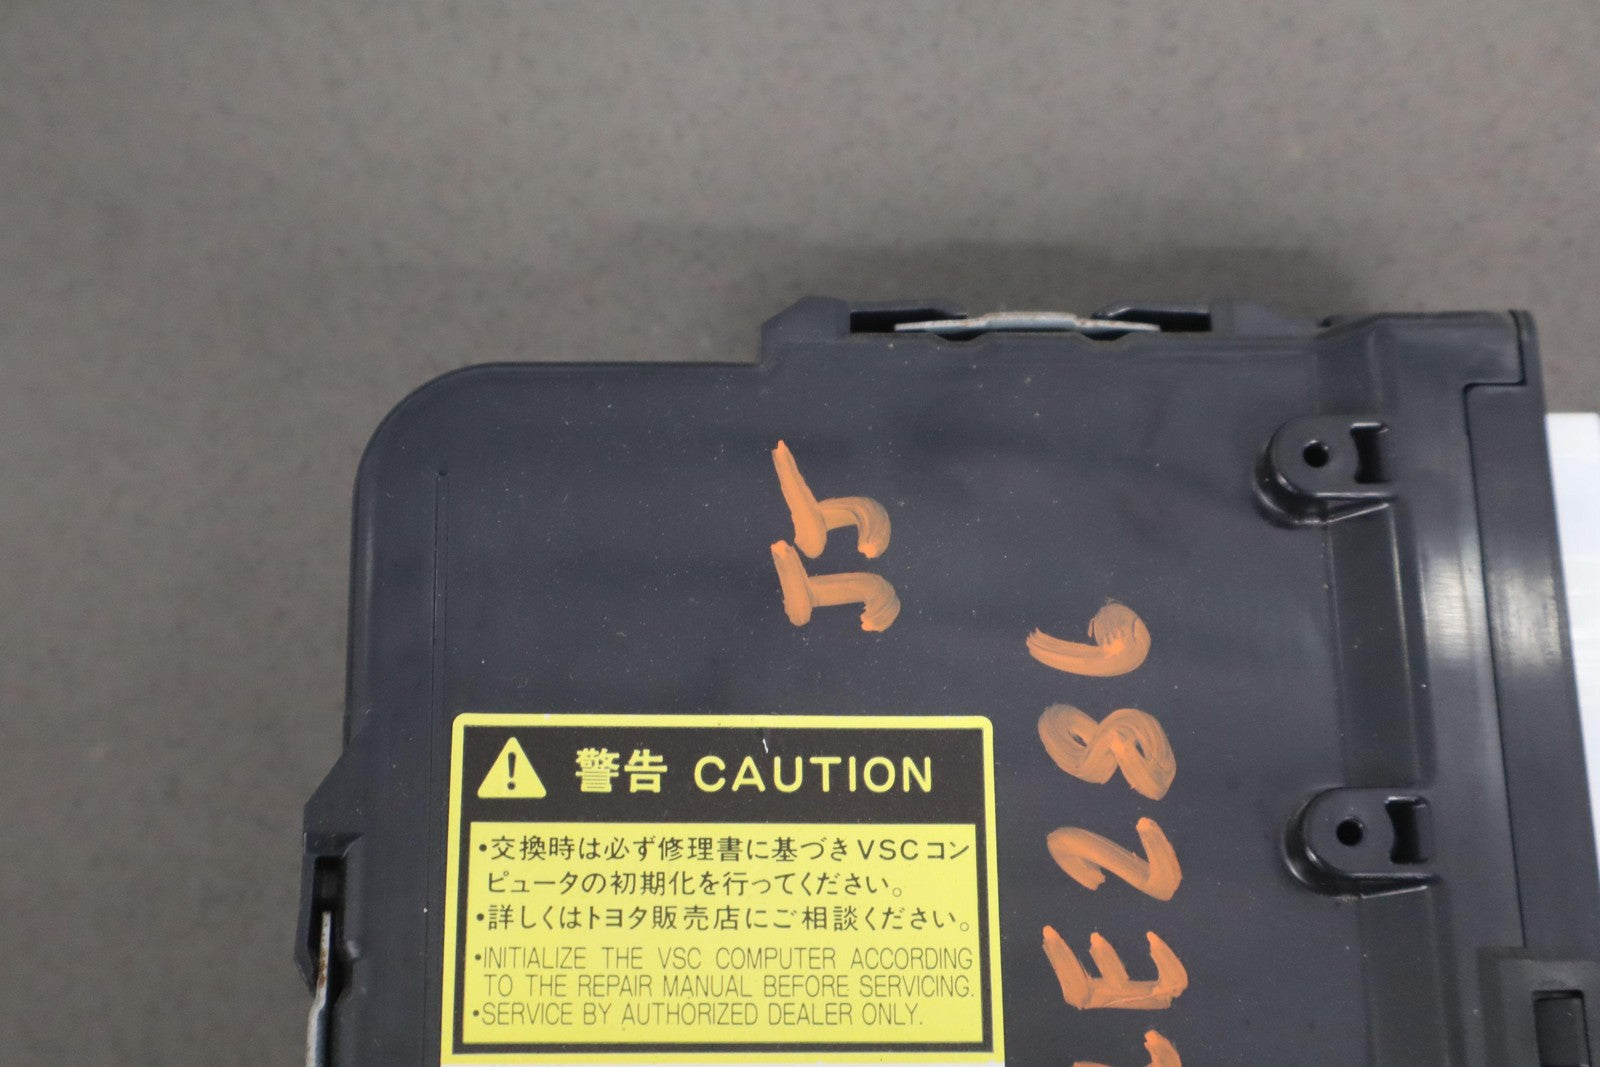 JJ
E286
警告 CAUTION
•交換時は必ず修理書に基づきVSCコン
ピュータの初期化を行ってください。
•詳しくはトヨタ販売店にご相談ください。
•INITIALIZE THE VSC COMPUTER ACCORDING
TO THE REPAIR MANUAL BEFORE SERVICING.
•SERVICE BY AUTHORIZED DEALER ONLY.